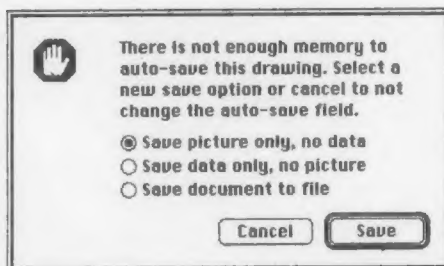 There is not enough memory to
auto-save this drawing. Select a
new save option or cancel to not
change the auto-save field.
Save picture only, no data
Save data only, no picture
Save document to file
Cancel Save